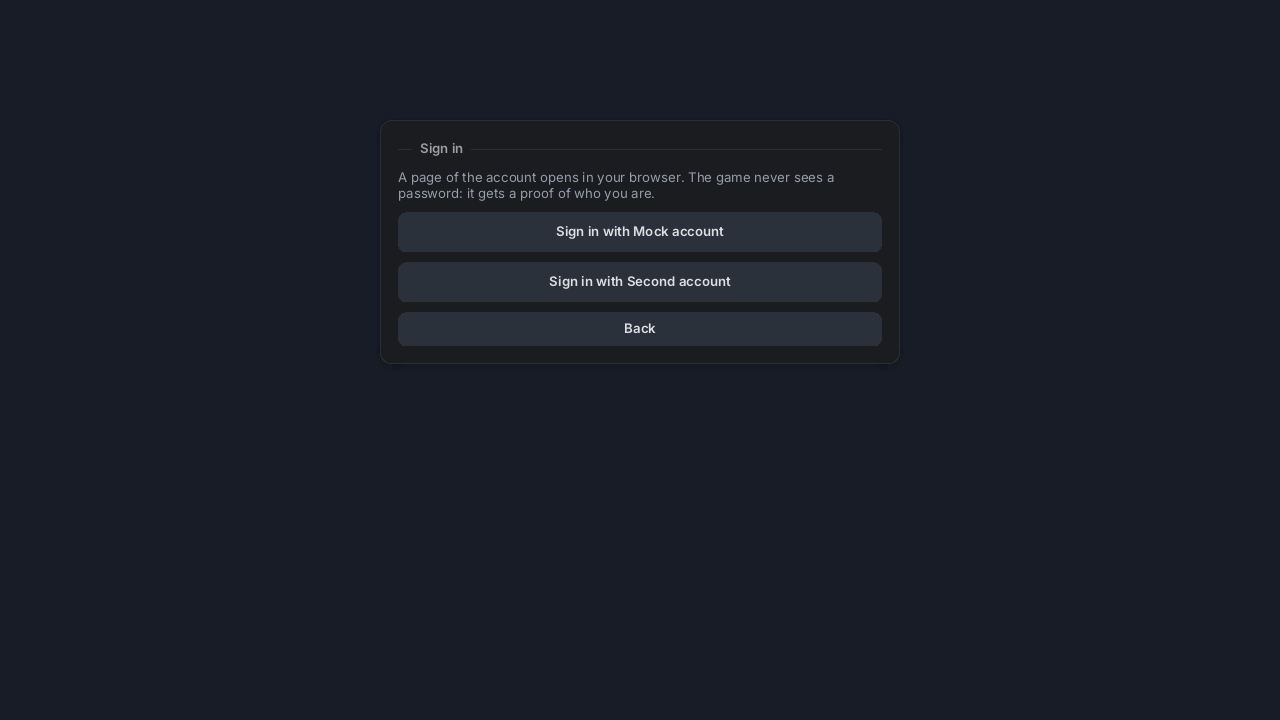 Sign in
A page of the account opens in your browser. The game never sees a
password: it gets a proof of who you are.
Sign in with Mock account
Sign in with Second account
Back